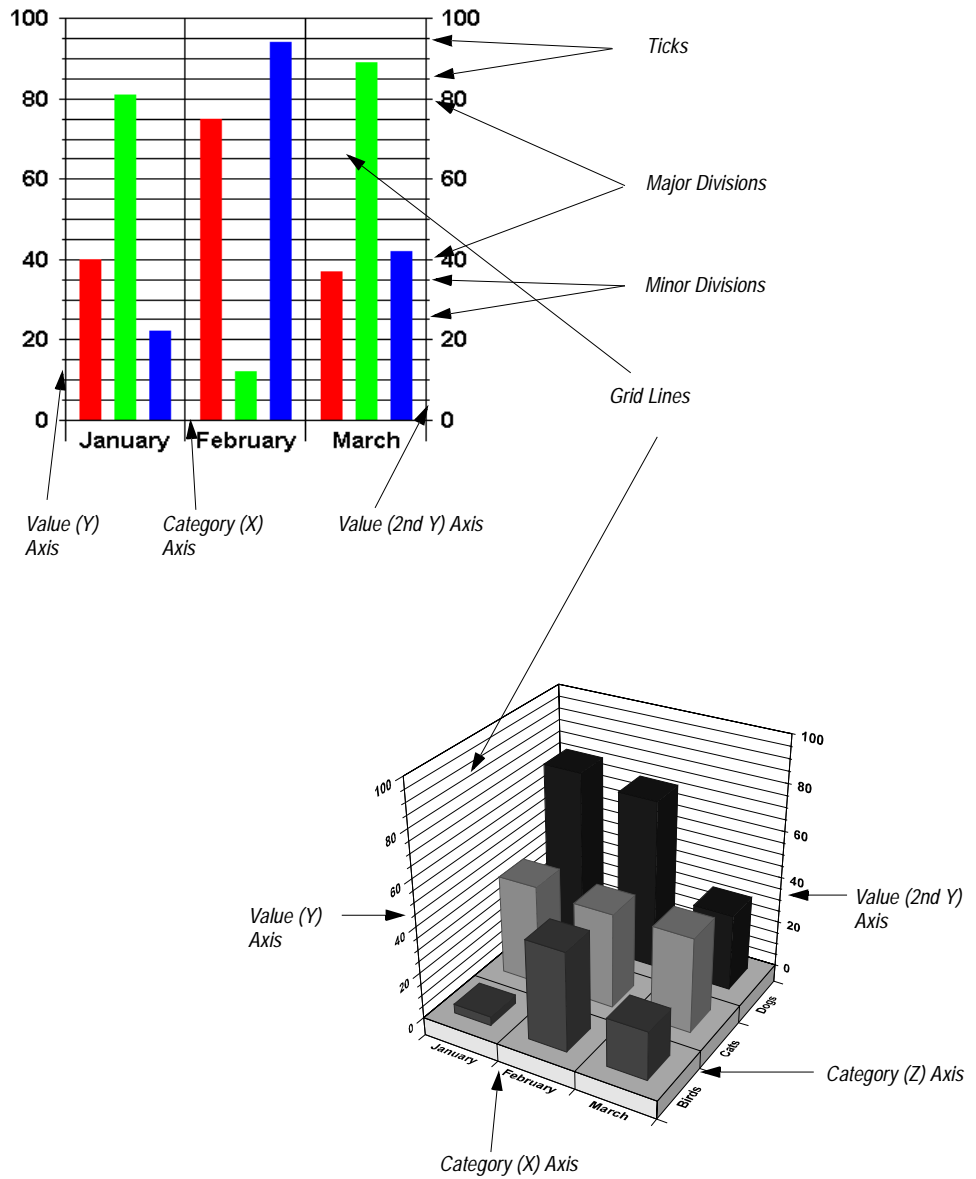 100
100
Ticks
80
80
60
60
Major Divisions
40
40
Minor Divisions
20
20
Grid Lines
0
0
January
February
March
Value (Y)
Axis
Category (X)
Axis
Value (2nd Y) Axis
100
100
80
80
60
60
40
40
20
20
0
0
Value (Y)
Axis
Value (2nd Y)
Axis
January
February
March
Birds
Cats
Dogs
Category (Z) Axis
Category (X) Axis